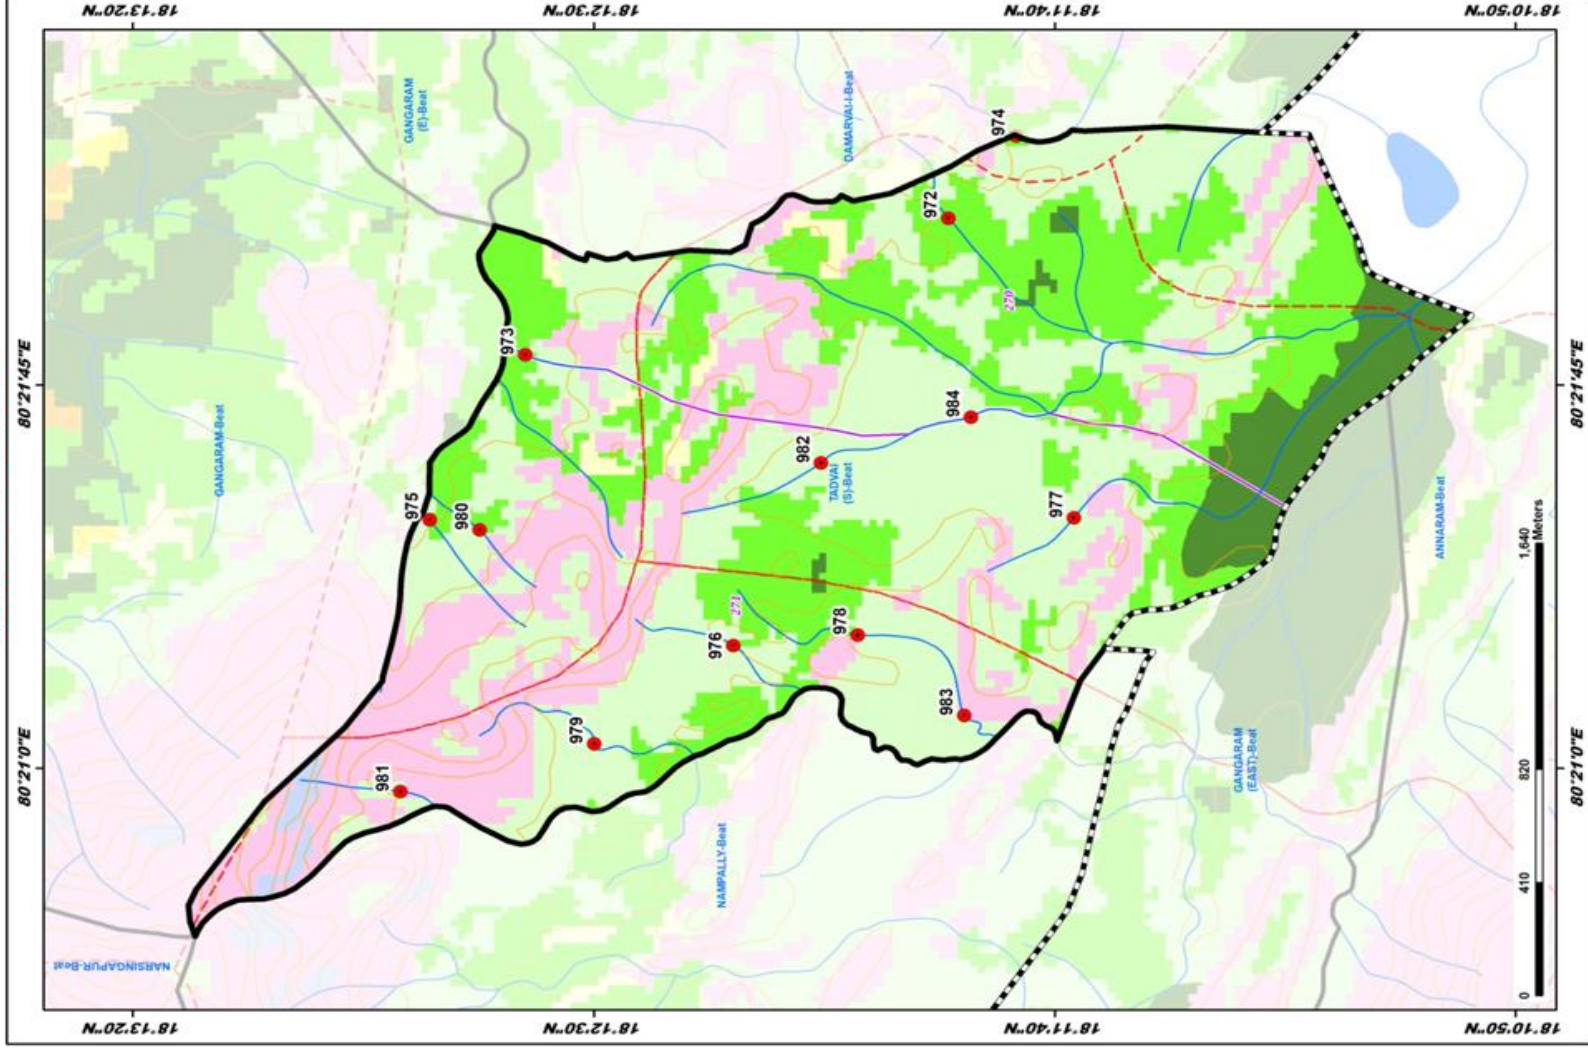 18°13'20"N
18°12'30"N
18°11'40"N
18°10'50"N
80°21'45"E
80°21'0"E
GANGARAM
(E)-Beat
DAMARVAI-I-Beat
974
972
973
270
GANGARAM-Beat
984
982
TADVAI
(S)-Beat
975
980
977
ANNARAM-Beat
271
978
976
983
979
981
GANGARAM
(EAST)-Beat
NAMPALLY-Beat
NARSINGAPUR-Beat
0
410
820
1,640
Meters
80°21'45"E
80°21'0"E
18°13'20"N
18°12'30"N
18°11'40"N
18°10'50"N